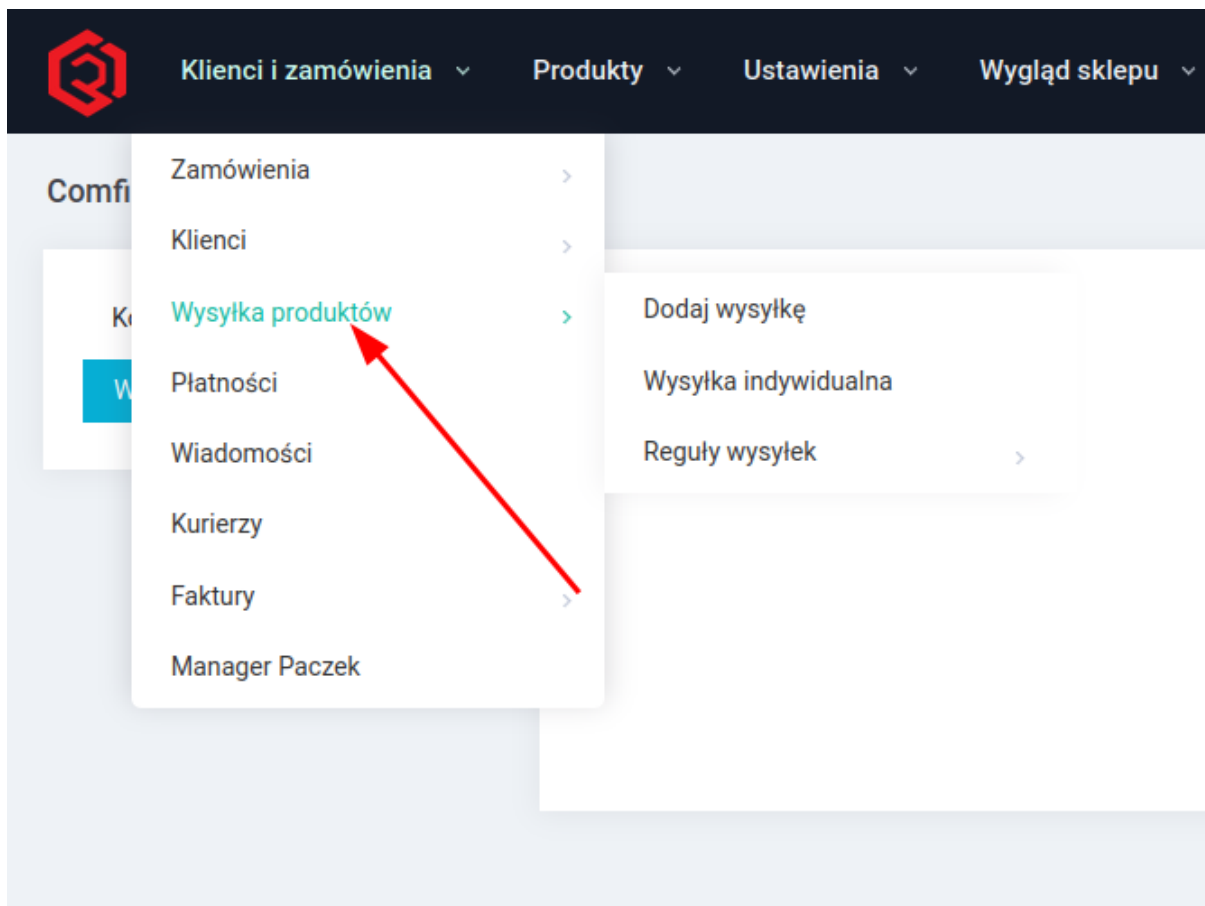 Klienci i zamówienia Produkty Ustawienia Wygląd sklepu
Comfi
Zamówienia
Klienci
Wysyłka produktów
Płatności
Wiadomości
Kurierzy
Faktury
Manager Paczek
Dodaj wysyłkę
Wysyłka indywidualna
Reguły wysyłek